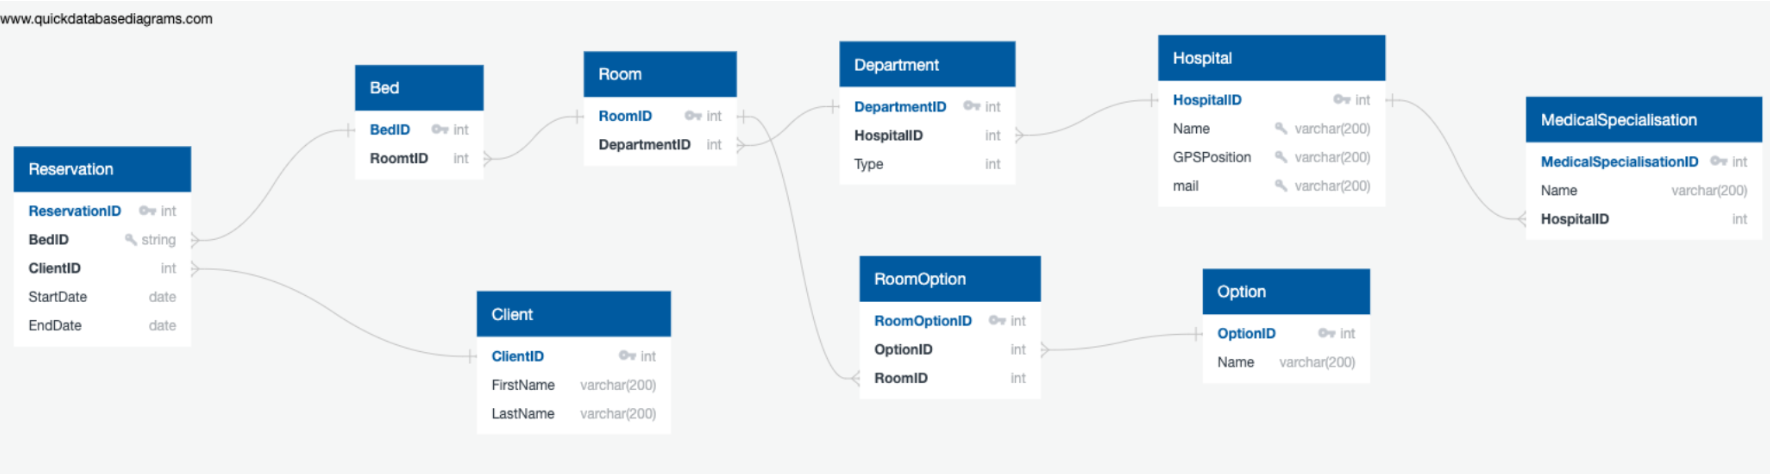 www.quickdatabasediagrams.com
Reservation
ReservationID int
BedID string
ClientID int
StartDate date
EndDate date
Bed
BedID int
RoomtID int
Client
ClientID int
FirstName varchar(200)
LastName varchar(200)
Room
RoomID int
DepartmentID int
Department
DepartmentID int
HospitalID int
Type int
RoomOption
RoomOptionID int
OptionID int
RoomID int
Hospital
HospitalID int
Name varchar(200)
GPSPosition varchar(200)
mail varchar(200)
Option
OptionID int
Name varchar(200)
MedicalSpecialisation
MedicalSpecialisationID int
Name varchar(200)
HospitalID int